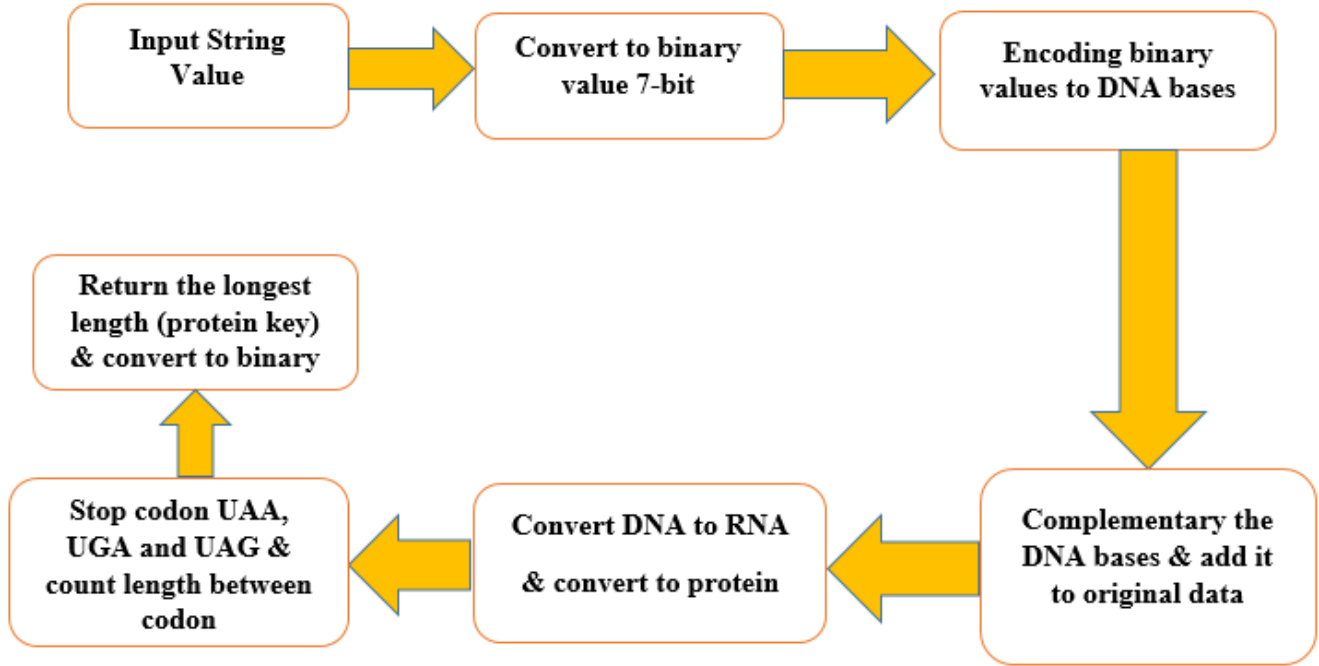 Input String
Value
Convert to binary
value 7-bit
Encoding binary
values to DNA bases
Complementary the
DNA bases & add it
to original data
Convert DNA to RNA
& convert to protein
Stop codon UAA,
UGA and UAG &
count length between
codon
Return the longest
length (protein key)
& convert to binary